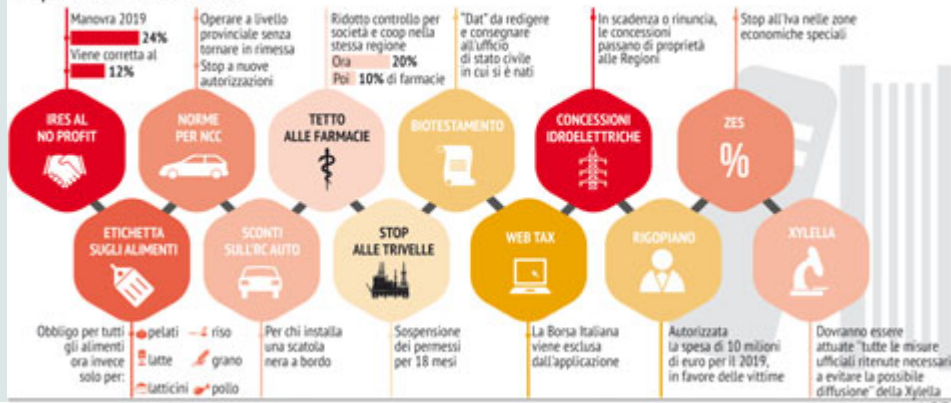 Manovra 2019
24%
Viene corretta al
12%
Operare a livello
provinciale senza
tornare in rimessa
Stop a nuove
autorizzazioni
Ridotto controllo per
società e coop nella
stessa regione
Ora 20%
Poi 10% di farmacie
"Dat" da redigere
e consegnare
all'ufficio
di stato civile
in cui si è nati
In scadenza o rinuncia,
le concessioni
passano di proprietà
alle Regioni
Stop all'Iva nelle zone
economiche speciali
IRES AL
NO PROFIT
NORME
PER NCC
TETTO
ALLE FARMACIE
BIOTESTAMENTO
CONCESSIONI
IDROELETTRICHE
ZES
%
ETICHETTA
SUGLI ALIMENTI
SCONTI
SULL'RC AUTO
STOP
ALLE TRIVELLE
WEB TAX
RIGOPIANO
XYLELLA
Obbligo per tutti
gli alimenti
ora invece
solo per:
pelati riso
latte grano
latticini pollo
Per chi installa
una scatola
nera a bordo
Sospensione
dei permessi
per 18 mesi
La Borsa Italiana
viene esclusa
dall'applicazione
Autorizzata
la spesa di 10 milioni
di euro per il 2019,
in favore delle vittime
Dovranno essere
attuate "tutte le misure
ufficiali ritenute necessari
a evitare la possibile
diffusione" della Xylella